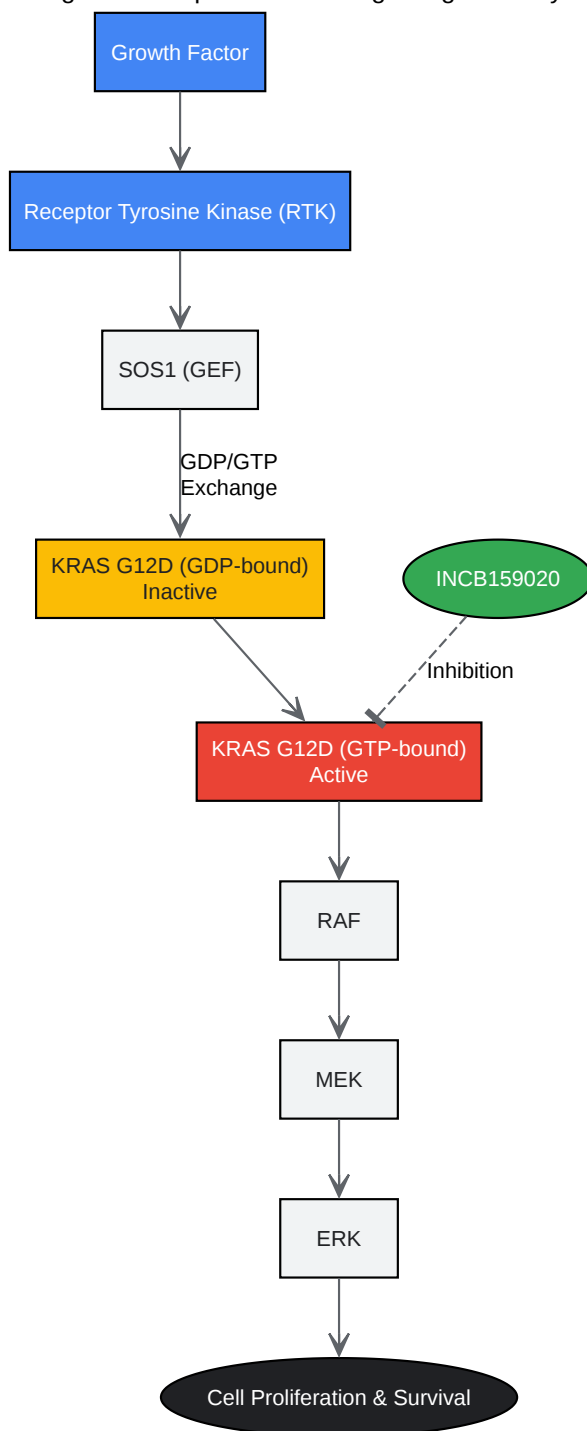 Growth Factor
Receptor Tyrosine Kinase (RTK)
SOS1 (GEF)
GDP/GTP
Exchange
KRAS G12D (GDP-bound)
Inactive
INCB159020
Inhibition
KRAS G12D (GTP-bound)
Active
RAF
MEK
ERK
Cell Proliferation & Survival